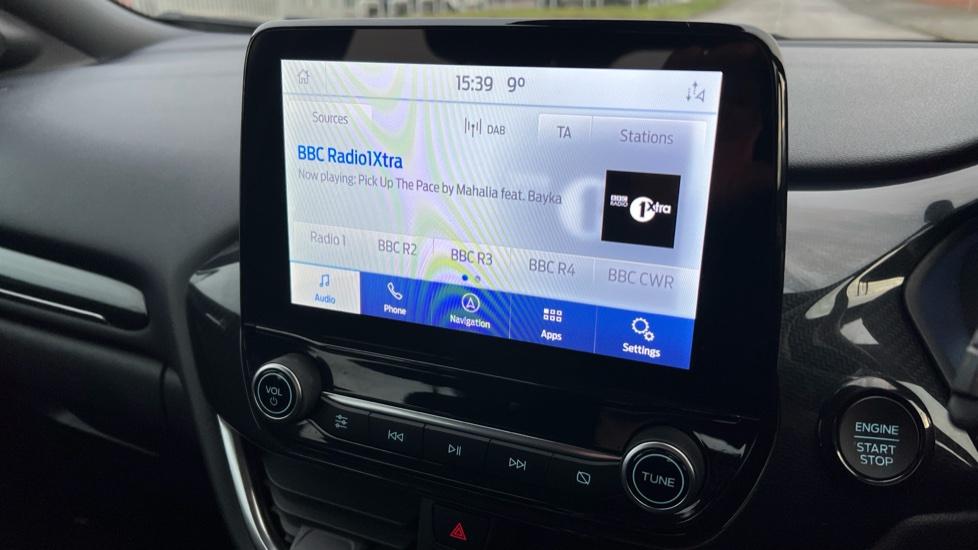 15:39 9°
Sources DAB TA Stations
BBC Radio1Xtra
Now playing: Pick Up The Pace by Mahalia feat. Bayka
BBC RADIO 1Xtra
Radio 1 BBC R2 BBC R3 BBC R4 BBC CWR
Audio Phone Navigation Apps Settings
VOL
TUNE
ENGINE
START
STOP